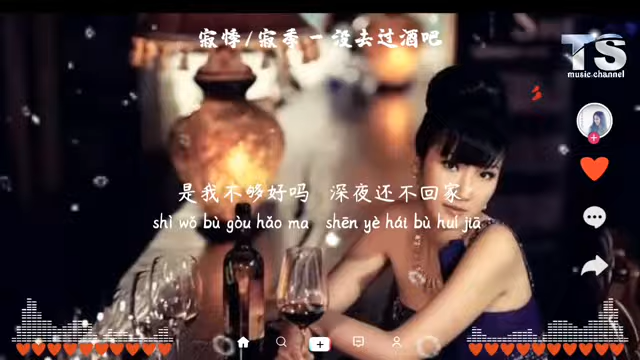 寂悸/寂季 - 没去过酒吧
TS
music channel
是我不够好吗 深夜还不回家
shì wǒ bù gòu hǎo ma shēn yè hái bù huí jiā